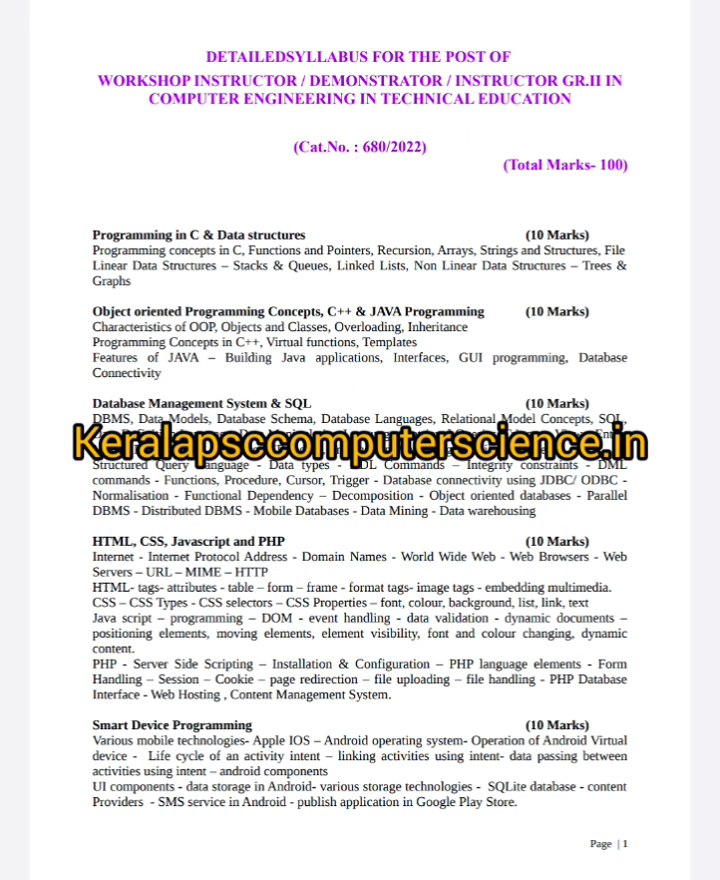 DETAILEDSYLLABUS FOR THE POST OF
WORKSHOP INSTRUCTOR / DEMONSTRATOR / INSTRUCTOR GR.II IN
COMPUTER ENGINEERING IN TECHNICAL EDUCATION
(Cat.No. : 680/2022)
(Total Marks- 100)
Programming in C & Data structures (10 Marks)
Programming concepts in C, Functions and Pointers, Recursion, Arrays, Strings and Structures, File
Linear Data Structures – Stacks & Queues, Linked Lists, Non Linear Data Structures – Trees &
Graphs
Object oriented Programming Concepts, C++ & JAVA Programming (10 Marks)
Characteristics of OOP, Objects and Classes, Overloading, Inheritance
Programming Concepts in C++, Virtual functions, Templates
Features of JAVA – Building Java applications, Interfaces, GUI programming, Database
Connectivity
Database Management System & SQL (10 Marks)
DBMS, Data Models, Database Schema, Database Languages, Relational Model Concepts, SQL,
Keralapsccomputerscience.in
Structured Query Language - Data types - DDL Commands – Integrity constraints - DML
commands - Functions, Procedure, Cursor, Trigger - Database connectivity using JDBC/ ODBC -
Normalisation - Functional Dependency – Decomposition - Object oriented databases - Parallel
DBMS - Distributed DBMS - Mobile Databases - Data Mining - Data warehousing
HTML, CSS, Javascript and PHP (10 Marks)
Internet - Internet Protocol Address - Domain Names - World Wide Web - Web Browsers - Web
Servers – URL – MIME – HTTP
HTML- tags- attributes - table – form – frame - format tags- image tags - embedding multimedia.
CSS – CSS Types - CSS selectors – CSS Properties – font, colour, background, list, link, text
Java script – programming – DOM - event handling - data validation - dynamic documents –
positioning elements, moving elements, element visibility, font and colour changing, dynamic
content.
PHP - Server Side Scripting – Installation & Configuration – PHP language elements - Form
Handling – Session – Cookie – page redirection – file uploading – file handling - PHP Database
Interface - Web Hosting , Content Management System.
Smart Device Programming (10 Marks)
Various mobile technologies- Apple IOS – Android operating system- Operation of Android Virtual
device - Life cycle of an activity intent – linking activities using intent- data passing between
activities using intent – android components
UI components - data storage in Android- various storage technologies - SQLite database - content
Providers - SMS service in Android - publish application in Google Play Store.
Page | 1